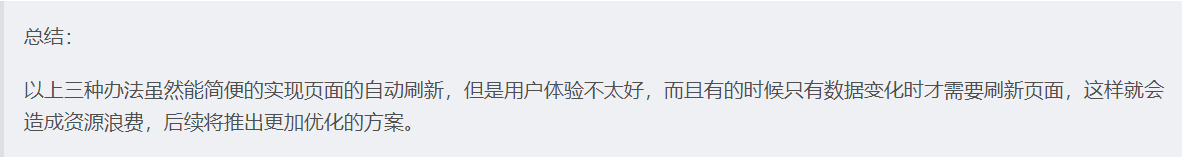 总结：
以上三种办法虽然能简便的实现页面的自动刷新，但是用户体验不太好，而且有的时候只有数据变化时才需要刷新页面，这样就会
造成资源浪费，后续将推出更加优化的方案。